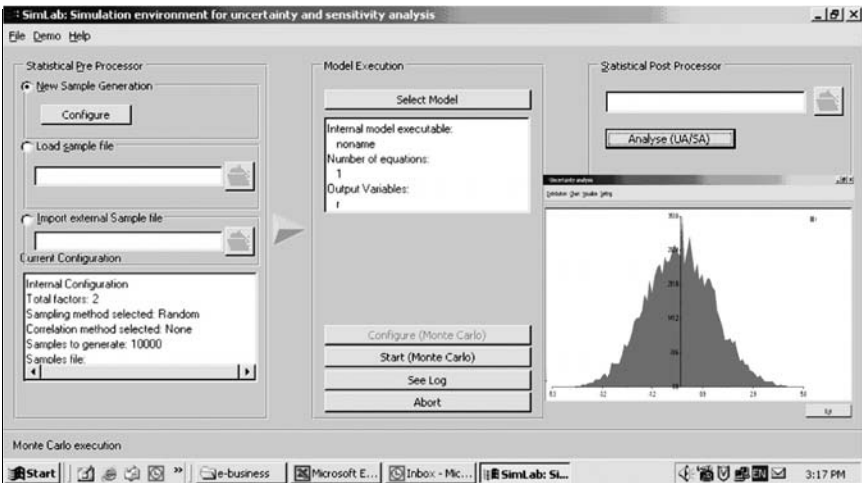 SimLab: Simulation environment for uncertainty and sensitivity analysis
File Demo Help
Statistical Pre Processor
New Sample Generation
Configure
Load sample file
Import external Sample file
Current Configuration
Internal Configuration
Total factors: 2
Sampling method selected: Random
Correlation method selected: None
Samples to generate: 10000
Samples file:
Model Execution
Select Model
Internal model executable:
noname
Number of equations:
1
Output Variables:
r
Configure (Monte Carlo)
Start (Monte Carlo)
See Log
Abort
Statistical Post Processor
Analyse (UA/SA)
Uncertainty analysis
Monte Carlo execution
Start
e-business
Microsoft E...
Inbox - Mic...
SimLab: Si...
EN
3:17 PM